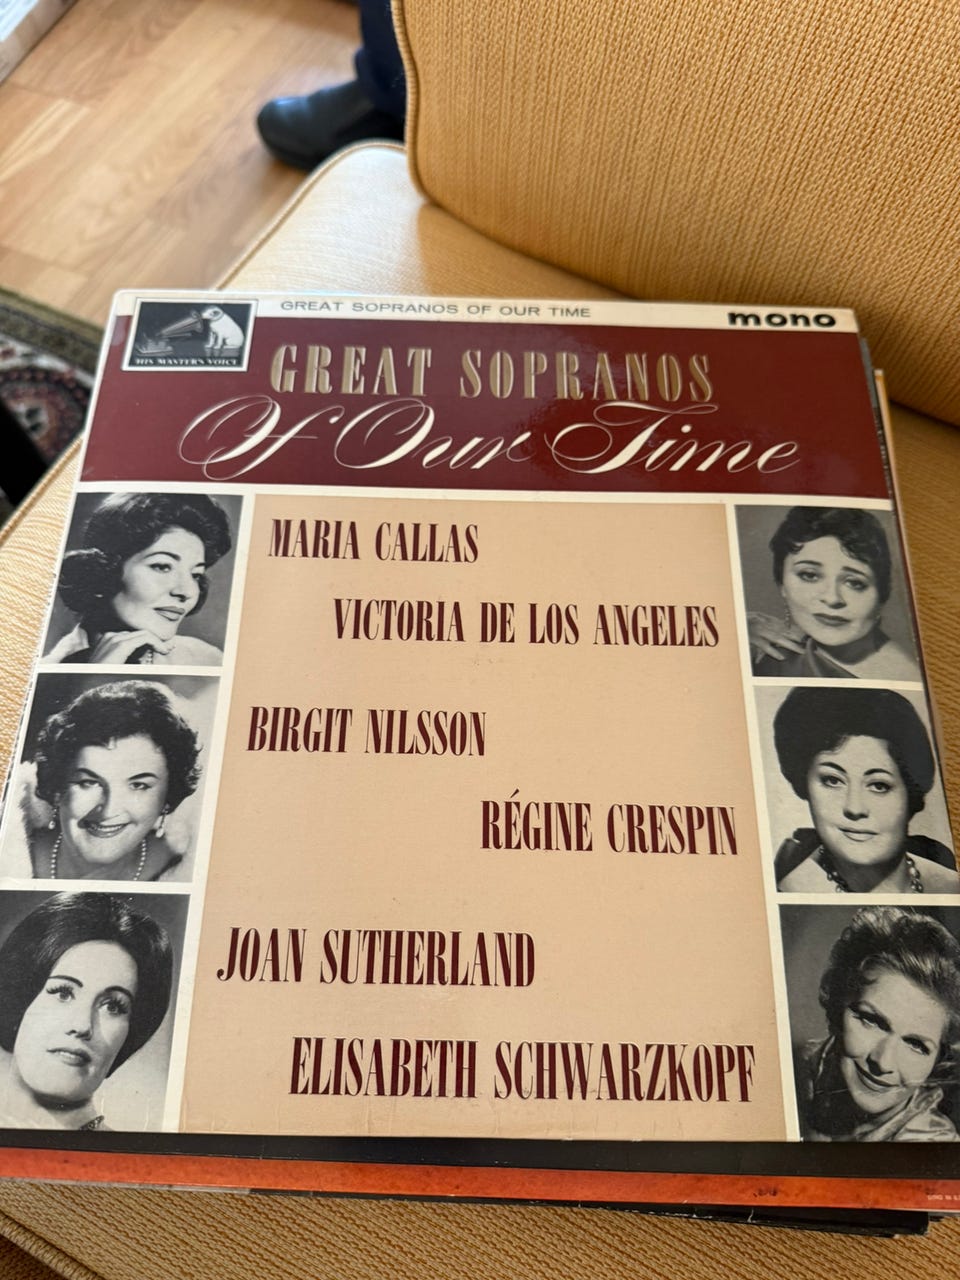 GREAT SOPRANOS OF OUR TIME
mono
HIS MASTER'S VOICE
GREAT SOPRANOS
Of Our Time
MARIA CALLAS
VICTORIA DE LOS ANGELES
BIRGIT NILSSON
RÉGINE CRESPIN
JOAN SUTHERLAND
ELISABETH SCHWARZKOPF